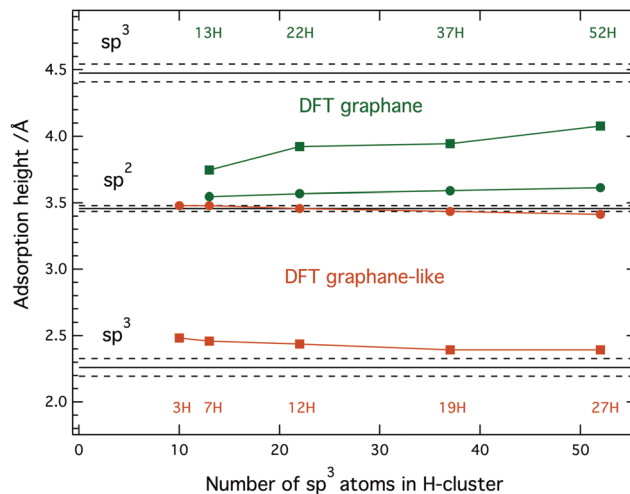 sp³
13H 22H 37H 52H
4.5
DFT graphane
4.0
sp²
3.5
3.0
DFT graphane-like
sp³
2.5
2.0
3H 7H 12H 19H 27H
0 10 20 30 40 50
Number of sp³ atoms in H-cluster
Adsorption height /Å